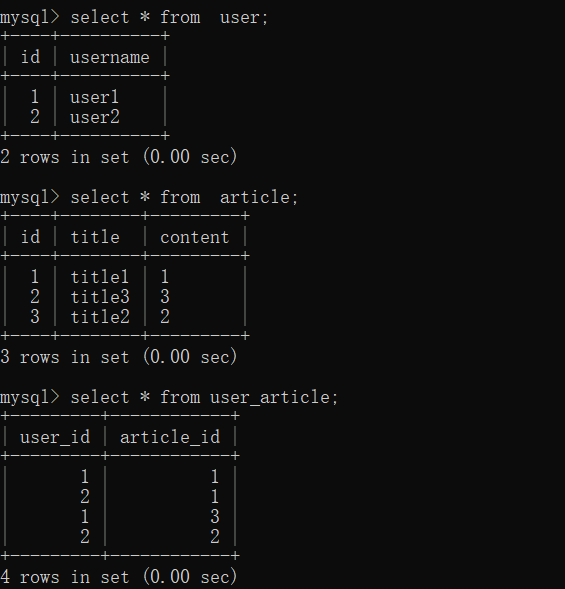 mysql> select * from  user;
+----+----------+
| id | username |
+----+----------+
|  1 | user1    |
|  2 | user2    |
+----+----------+
2 rows in set (0.00 sec)

mysql> select * from  article;
+----+--------+---------+
| id | title  | content |
+----+--------+---------+
|  1 | title1 | 1       |
|  2 | title3 | 3       |
|  3 | title2 | 2       |
+----+--------+---------+
3 rows in set (0.00 sec)

mysql> select * from user_article;
+---------+------------+
| user_id | article_id |
+---------+------------+
|       1 |          1 |
|       2 |          1 |
|       1 |          3 |
|       2 |          2 |
+---------+------------+
4 rows in set (0.00 sec)